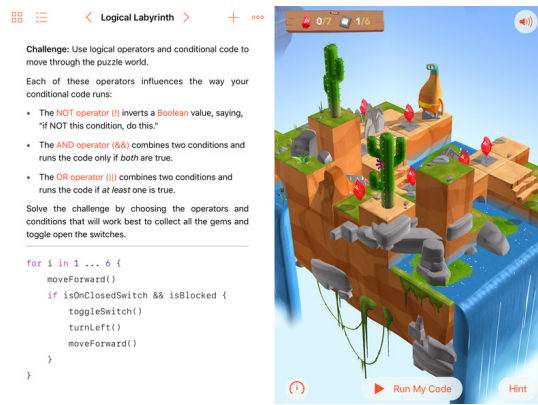 Logical Labyrinth
Challenge: Use logical operators and conditional code to
move through the puzzle world.
Each of these operators influences the way your
conditional code runs:
• The NOT operator (!) inverts a Boolean value, saying,
"if NOT this condition, do this."
• The AND operator (&&) combines two conditions and
runs the code only if both are true.
• The OR operator (||) combines two conditions and
runs the code if at least one is true.
Solve the challenge by choosing the operators and
conditions that will work best to collect all the gems and
toggle open the switches.
for i in 1 ... 6 {
moveForward()
if isOnClosedSwitch && isBlocked {
toggleSwitch()
turnLeft()
moveForward()
}
}
0/7 1/6
Run My Code
Hint